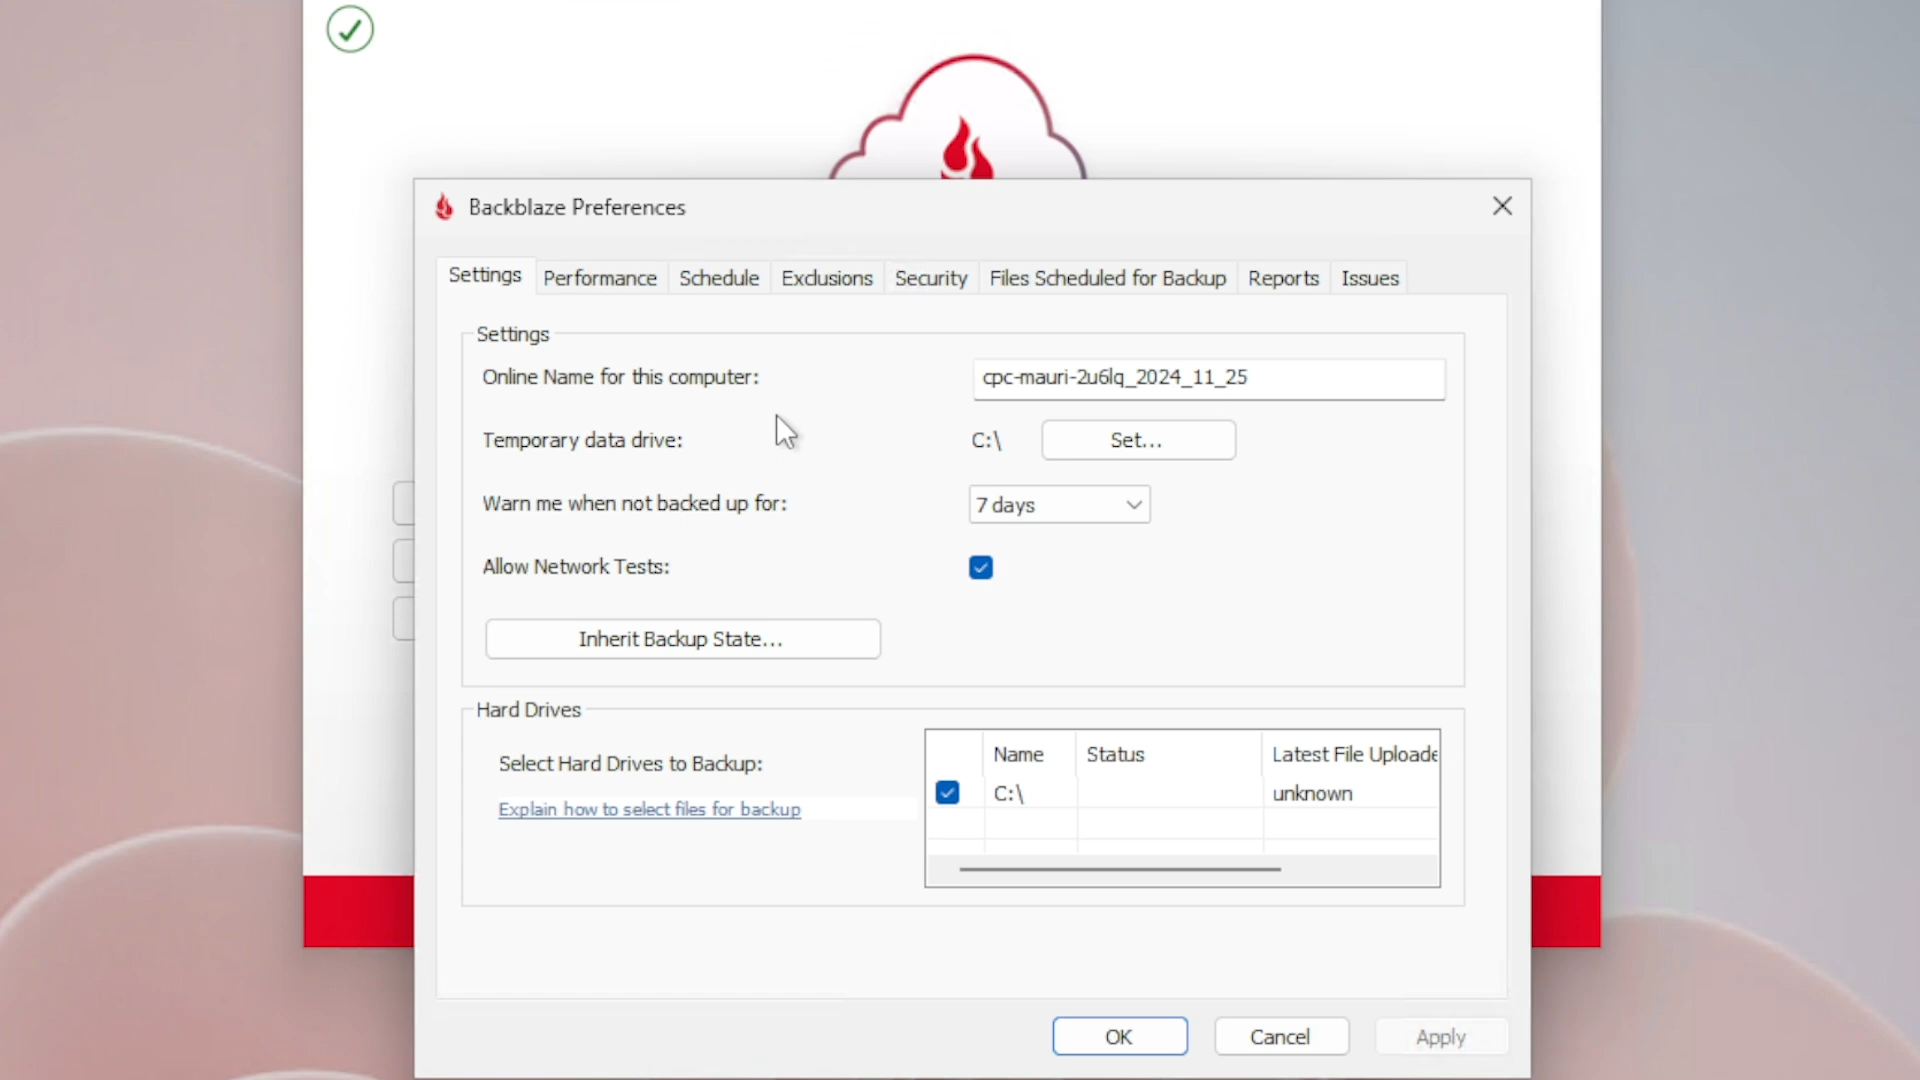 Backblaze Preferences
Settings Performance Schedule Exclusions Security Files Scheduled for Backup Reports Issues
Settings
Online Name for this computer: cpc-mauri-2u6lq_2024_11_25
Temporary data drive: C:\ Set...
Warn me when not backed up for: 7 days
Allow Network Tests:
Inherit Backup State...
Hard Drives
Name Status Latest File Uploade
Select Hard Drives to Backup:
C:\ unknown
Explain how to select files for backup
OK Cancel Apply